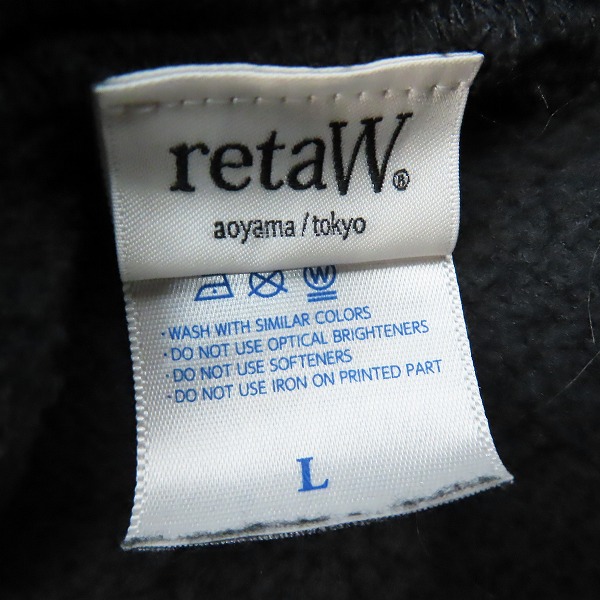 retaW®
aoyama / tokyo
W
· WASH WITH SIMILAR COLORS
· DO NOT USE OPTICAL BRIGHTENERS
· DO NOT USE SOFTENERS
· DO NOT USE IRON ON PRINTED PART
L